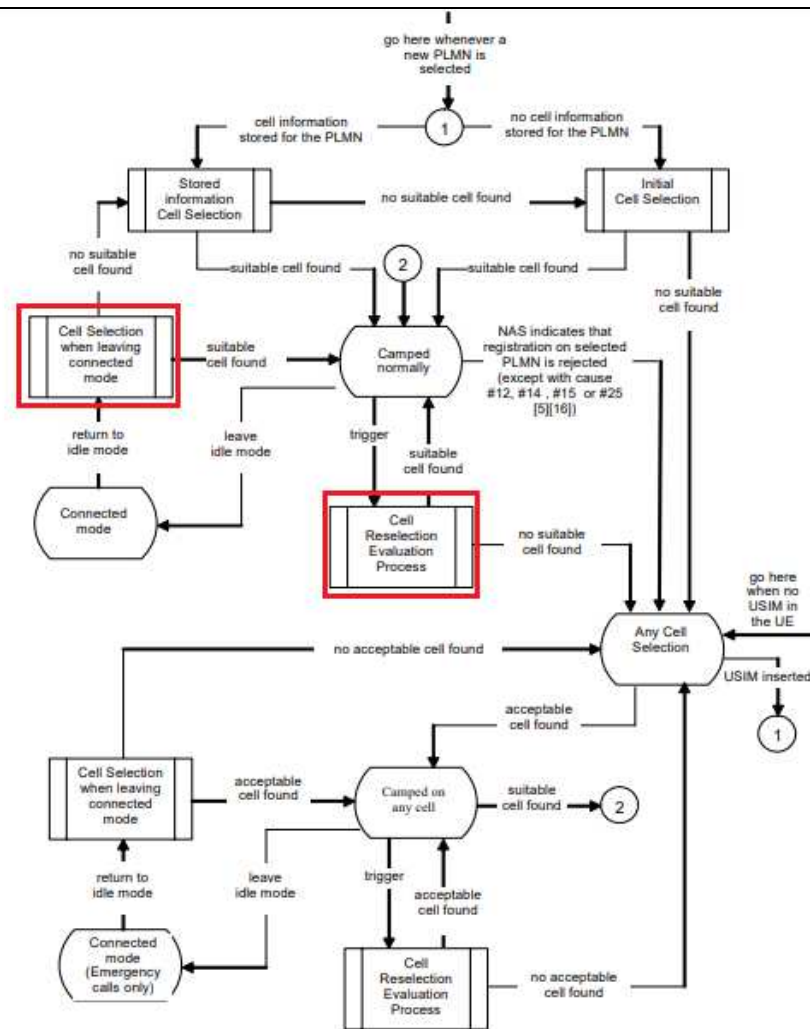 go here whenever a
new PLMN is
selected
cell information
stored for the PLMN
1
no cell information
stored for the PLMN
Stored
information
Cell Selection
no suitable cell found
Initial
Cell Selection
no suitable
cell found
suitable cell found
2
suitable cell found
no suitable
cell found
Cell Selection
when leaving
connected
mode
suitable
cell found
Camped
normally
NAS indicates that
registration on selected
PLMN is rejected
(except with cause
#12, #14 , #15 or #25
[5][16])
return to
idle mode
leave
idle mode
trigger
suitable
cell found
Connected
mode
Cell
Reselection
Evaluation
Process
no suitable
cell found
go here
when no
USIM in
the UE
Any Cell
Selection
no acceptable cell found
USIM inserted
1
acceptable
cell found
Cell Selection
when leaving
connected
mode
acceptable
cell found
Camped on
any cell
suitable
cell found
2
return to
idle mode
leave
idle mode
trigger
acceptable
cell found
Connected
mode
(Emergency
calls only)
Cell
Reselection
Evaluation
Process
no acceptable
cell found